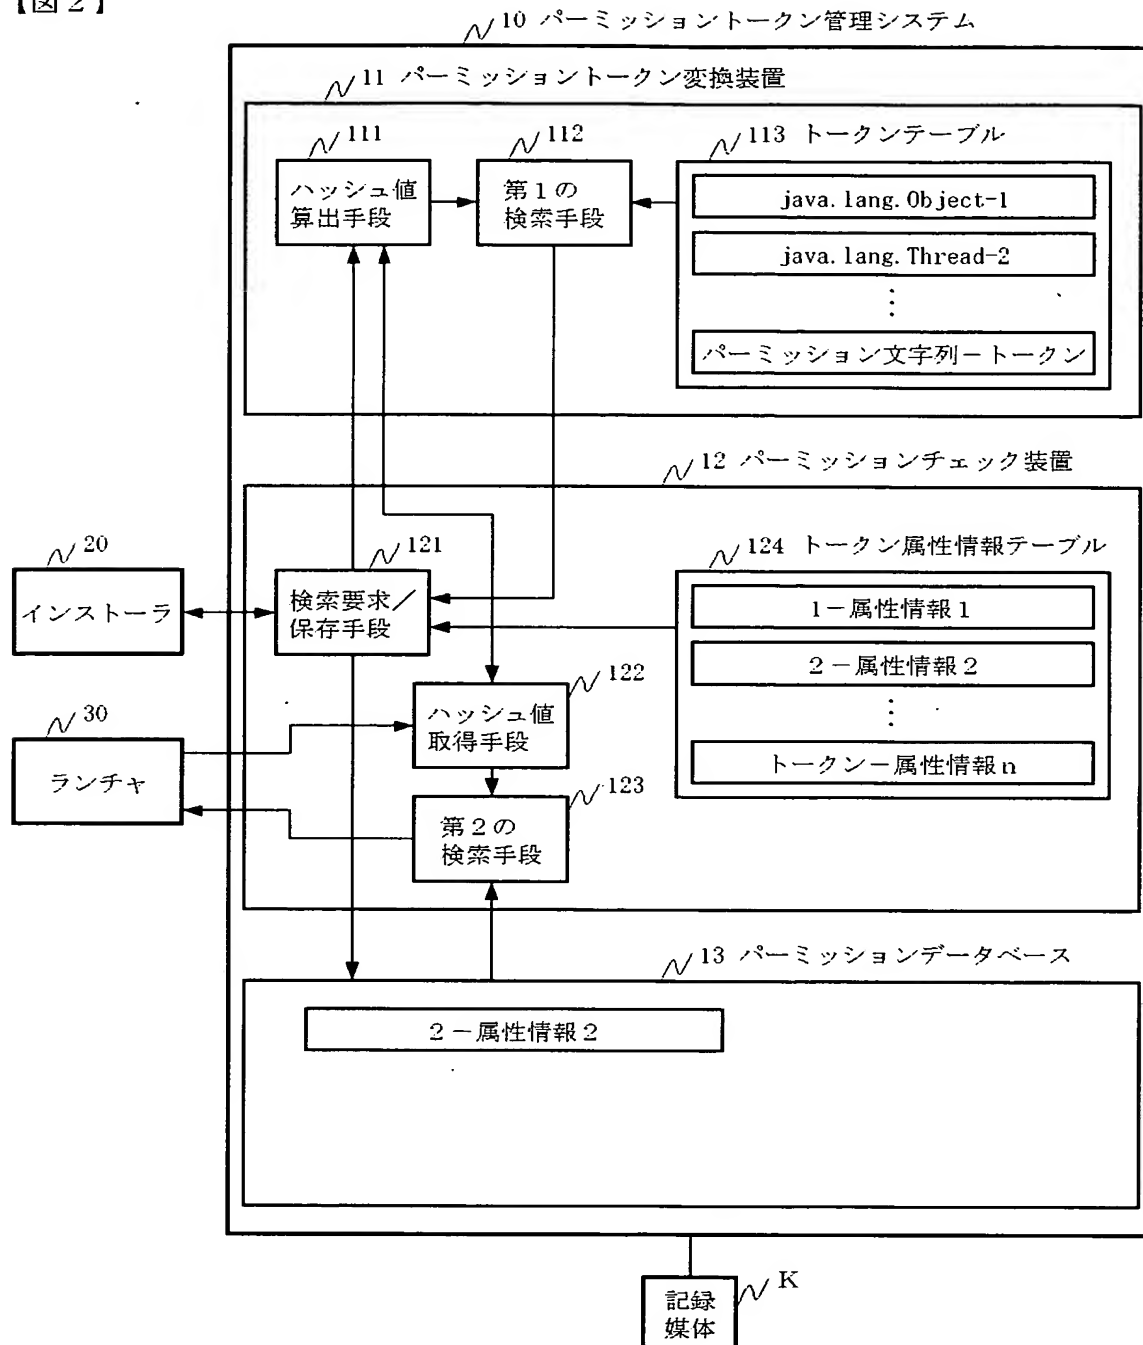 【図2】
10 パーミッショントークン管理システム
11 パーミッショントークン変換装置
111
112
113 トークンテーブル
ハッシュ値
算出手段
第1の
検索手段
java.lang.Object-1
java.lang.Thread-2
⋮
パーミッション文字列-トークン
12 パーミッションチェック装置
20
121
124 トークン属性情報テーブル
インストーラ
検索要求/
保存手段
1-属性情報1
2-属性情報2
⋮
トークン-属性情報n
30
122
ランチャ
ハッシュ値
取得手段
123
第2の
検索手段
13 パーミッションデータベース
2-属性情報2
K
記録
媒体